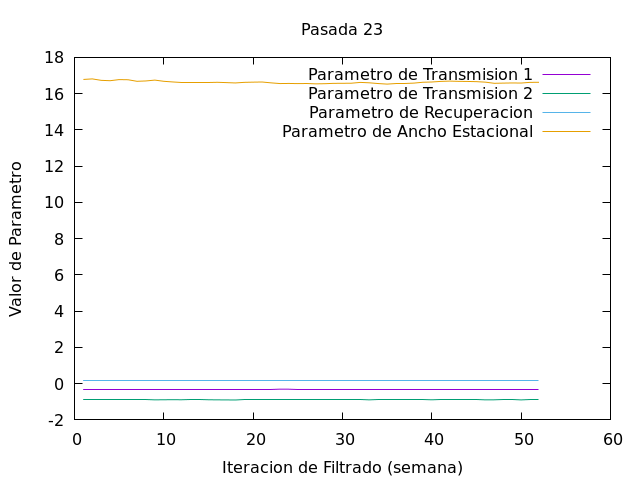 Pasada 23
18
16
14
12
10
8
6
4
2
0
-2
Valor de Parametro
Parametro de Transmision 1
Parametro de Transmision 2
Parametro de Recuperacion
Parametro de Ancho Estacional
0 10 20 30 40 50 60
Iteracion de Filtrado (semana)